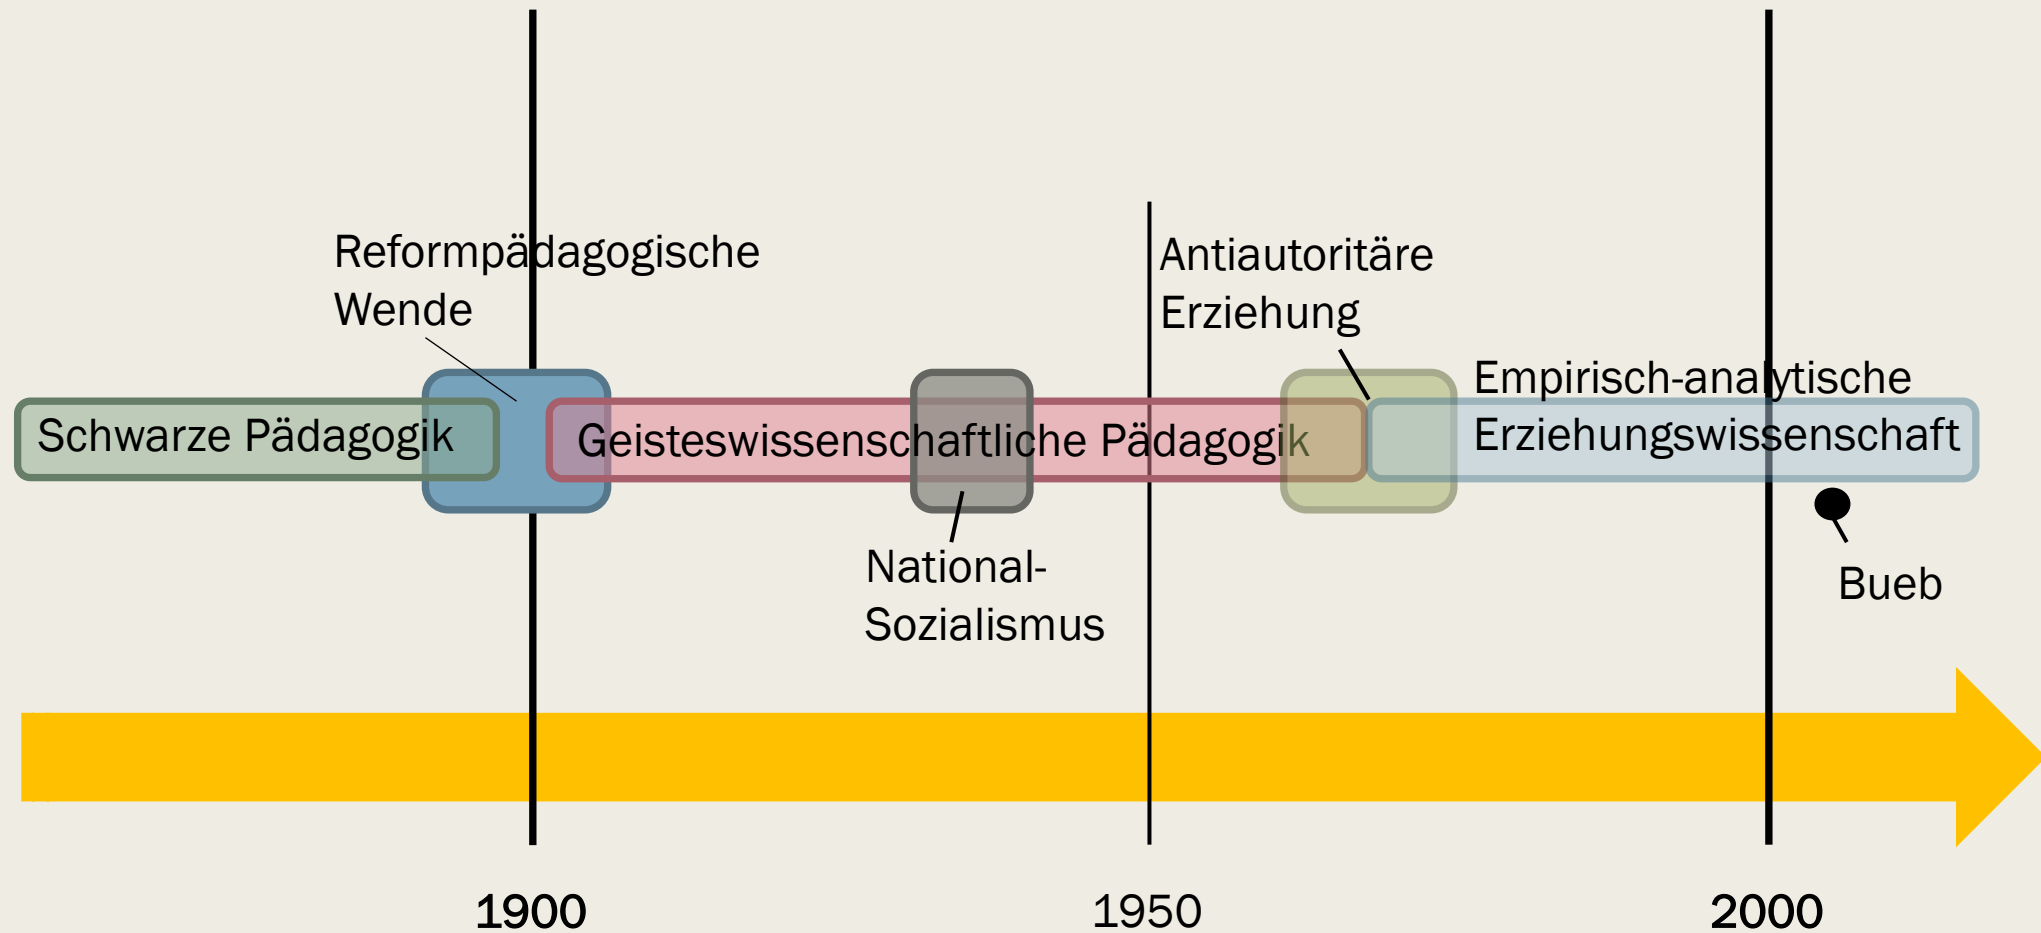 Reformpädagogische
Wende
Antiautoritäre
Erziehung
Schwarze Pädagogik
Geisteswissenschaftliche Pädagogik
Empirisch-analytische
Erziehungswissenschaft
National-
Sozialismus
Bueb
1900
1950
2000